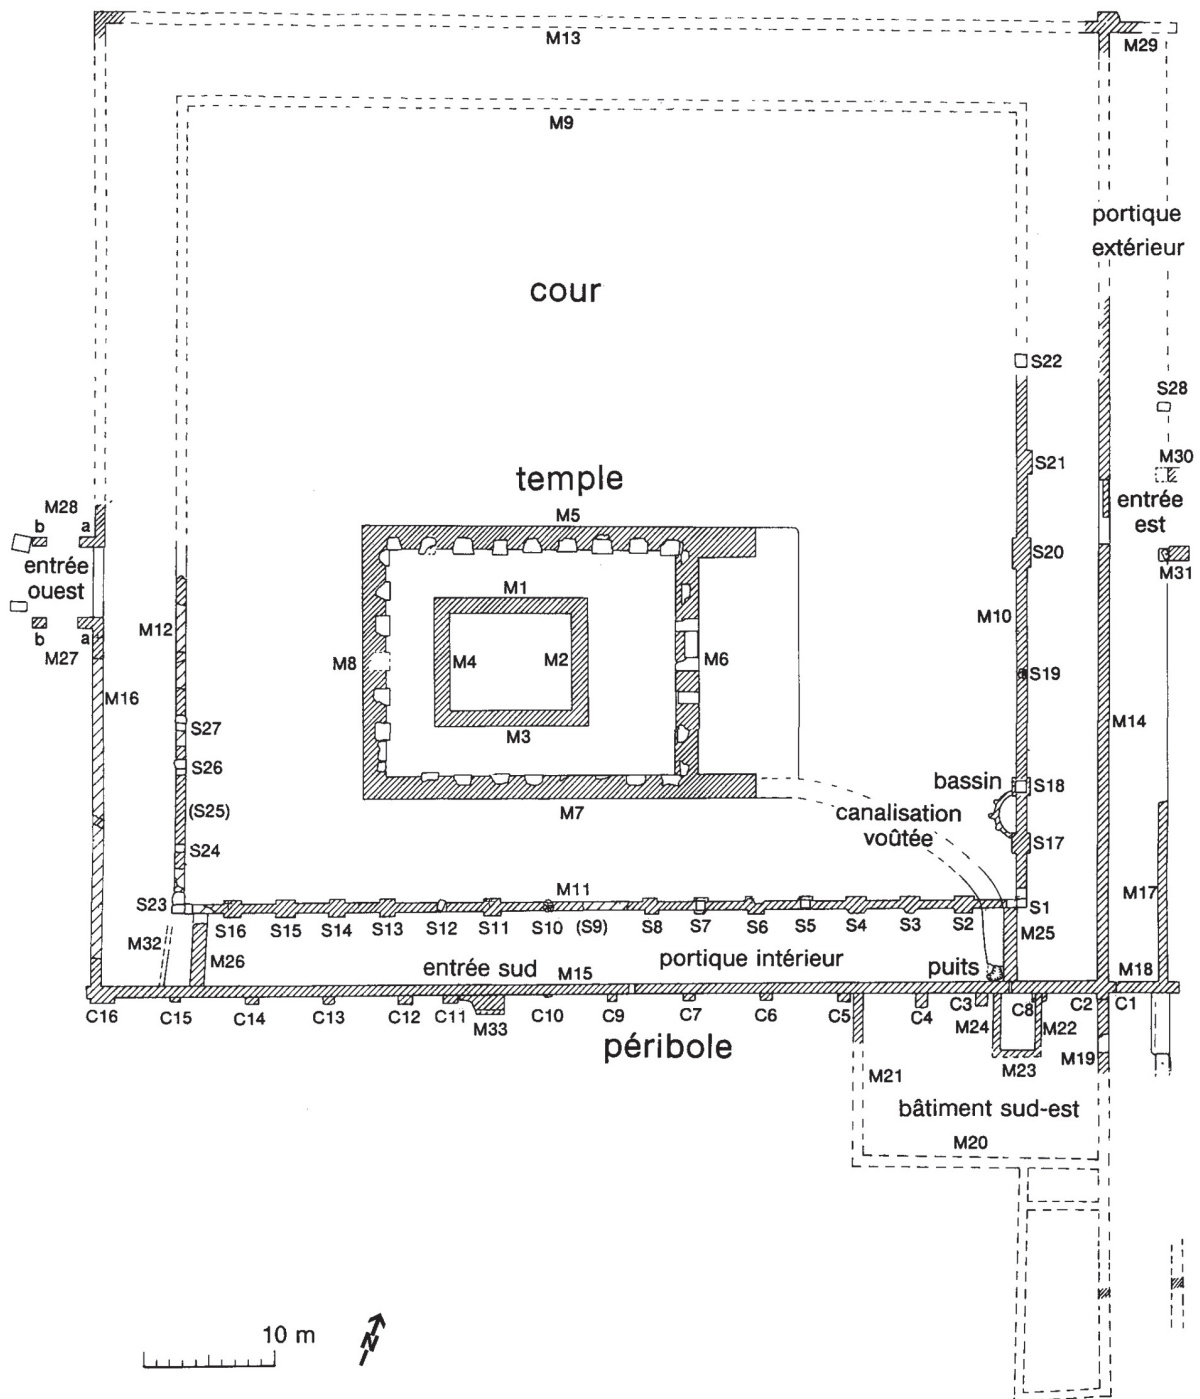 M13
M29
M9
portique
extérieur
cour
S22
S28
temple
S21
M30
M28
M5
entrée
est
b a
S20
entrée
ouest
M31
M1
M12
M10
b a
M27
M8
M4
M2
M6
S19
M16
M3
M14
S27
S26
bassin
S18
(S25)
M7
canalisation
voûtée
S17
S24
M11
M17
S23
S16 S15 S14 S13 S12 S11 S10 (S9) S8 S7 S6 S5 S4 S3 S2
S1
M32
M25
M26
entrée sud
M15
portique intérieur
puits
M18
C16 C15 C14 C13 C12 C11 C10 C9 C7 C6 C5 C4 C3 C8 C2 C1
M33
M24
M22
péribole
M23
M19
M21
bâtiment sud-est
M20
10 m
N